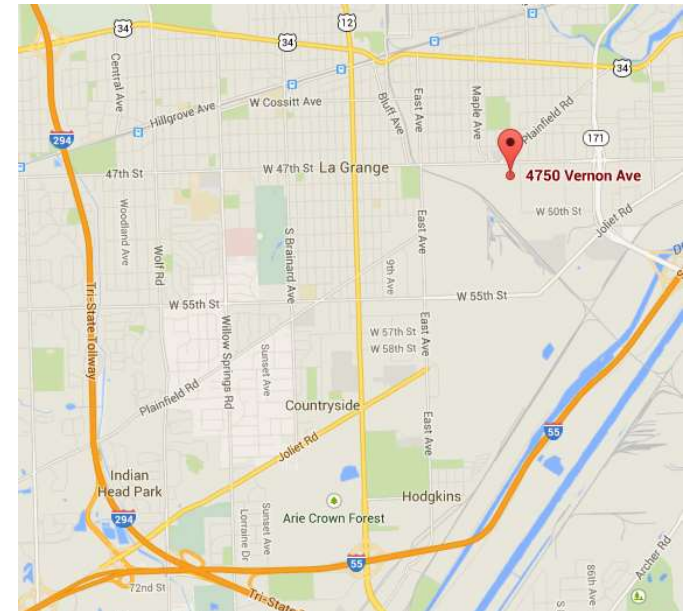 12
34
34
Central Ave
W Cossitt Ave
Hillgrove Ave
Bluff Ave
East Ave
Maple Ave
Plainfield Rd
34
171
294
47th St
W 47th St
La Grange
4750 Vernon Ave
Woodland Ave
Wolf Rd
S Brainard Ave
East Ave
W 50th St
Joliet Rd
9th Ave
Tri-State Tollway
W 55th St
W 55th St
Willow Springs Rd
Sunset Ave
W 57th St
W 58th St
East Ave
Plainfield Rd
Countryside
Joliet Rd
East Ave
55
Indian
Head Park
Hodgkins
294
Sunset Ave
Lorraine Dr
Arie Crown Forest
55
72nd St
Tri-State Tol
86th Ave
Archer Rd